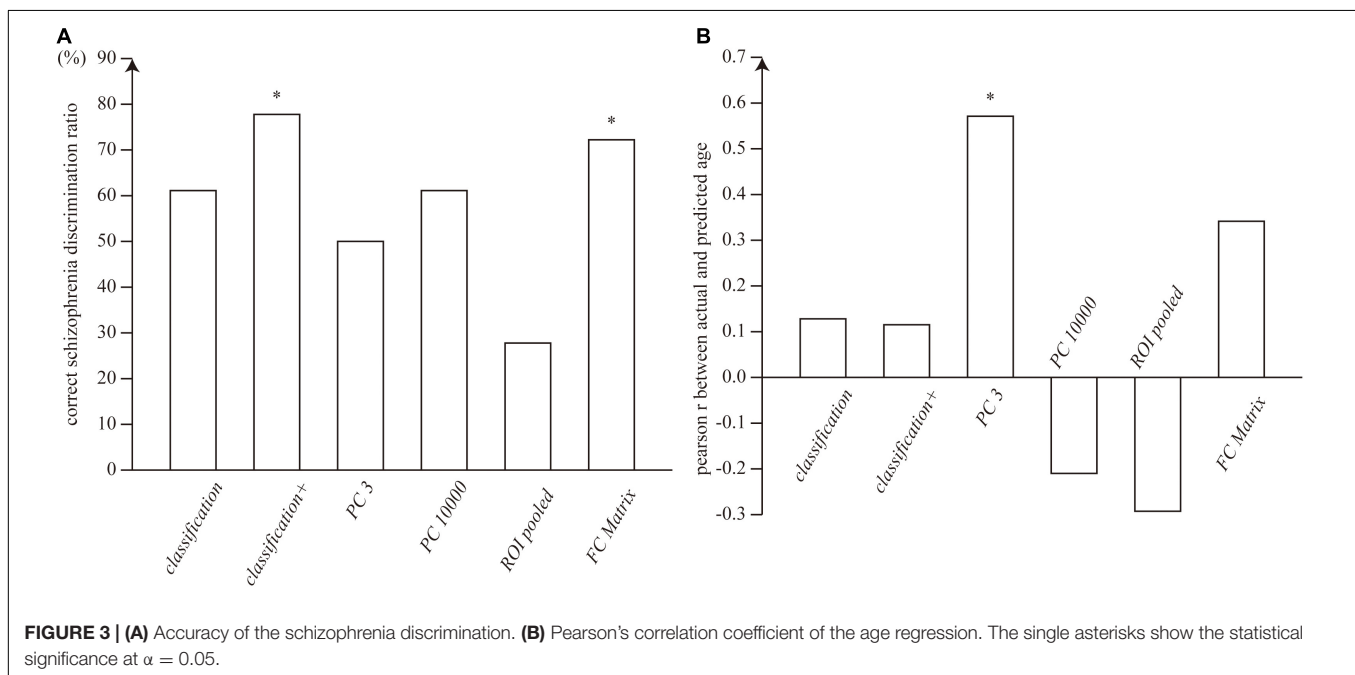 A
(%)
correct schizophrenia discrimination ratio
90
80
70
60
50
40
30
20
10
0
*
*
classification
classification+
PC 3
PC 10000
ROI pooled
FC Matrix
B
pearson r between actual and predicted age
0.7
0.6
0.5
0.4
0.3
0.2
0.1
0.0
-0.1
-0.2
-0.3
*
classification
classification+
PC 3
PC 10000
ROI pooled
FC Matrix
FIGURE 3 | (A) Accuracy of the schizophrenia discrimination. (B) Pearson's correlation coefficient of the age regression. The single asterisks show the statistical
significance at α = 0.05.